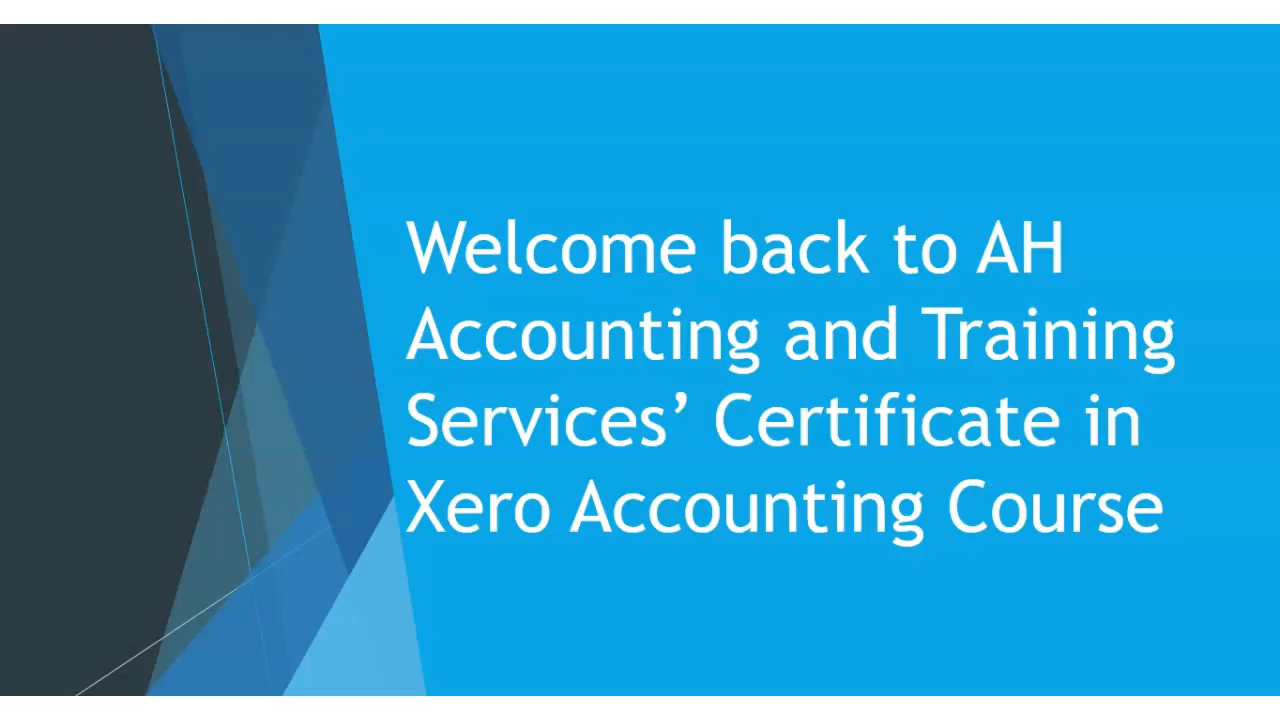 Welcome back to AH
Accounting and Training
Services’ Certificate in
Xero Accounting Course